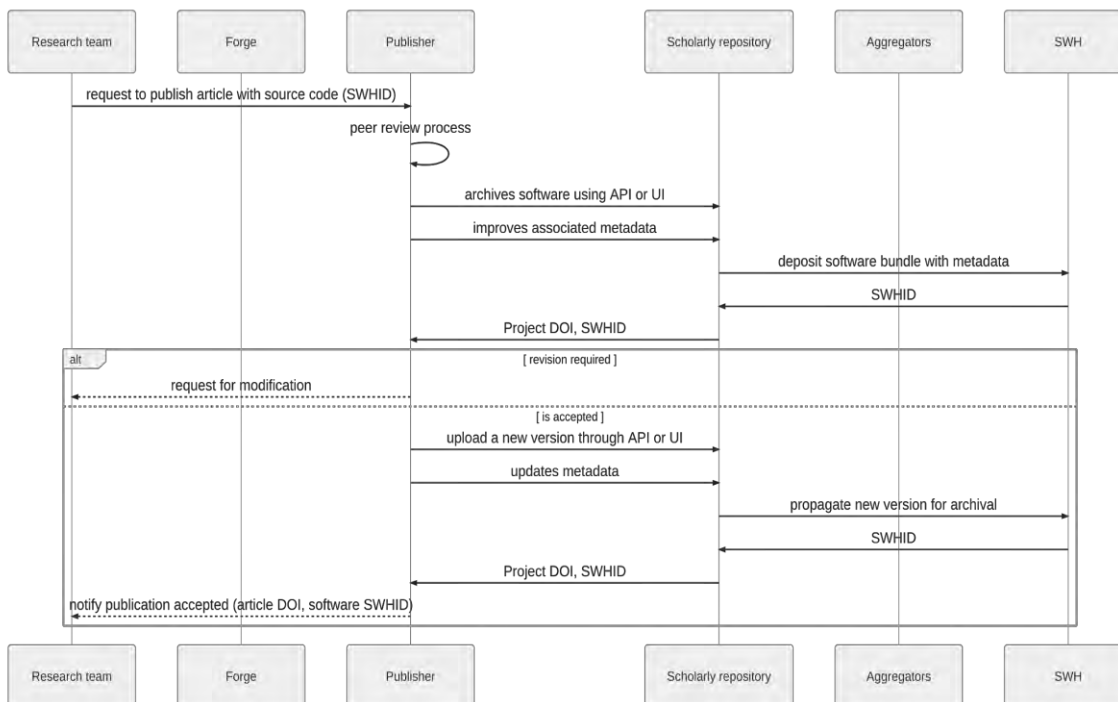 Research team
Forge
Publisher
Scholarly repository
Aggregators
SWH
request to publish article with source code (SWHID)
peer review process
archives software using API or UI
improves associated metadata
deposit software bundle with metadata
SWHID
Project DOI, SWHID
alt
[ revision required ]
request for modification
[ is accepted ]
upload a new version through API or UI
updates metadata
propagate new version for archival
SWHID
Project DOI, SWHID
notify publication accepted (article DOI, software SWHID)
Research team
Forge
Publisher
Scholarly repository
Aggregators
SWH